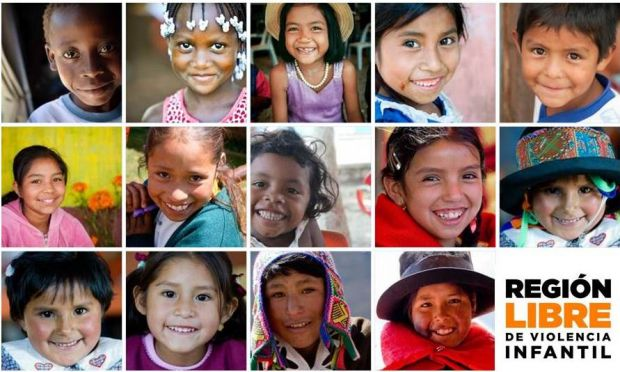 REGIÓN
LIBRE
DE VIOLENCIA
INFANTIL